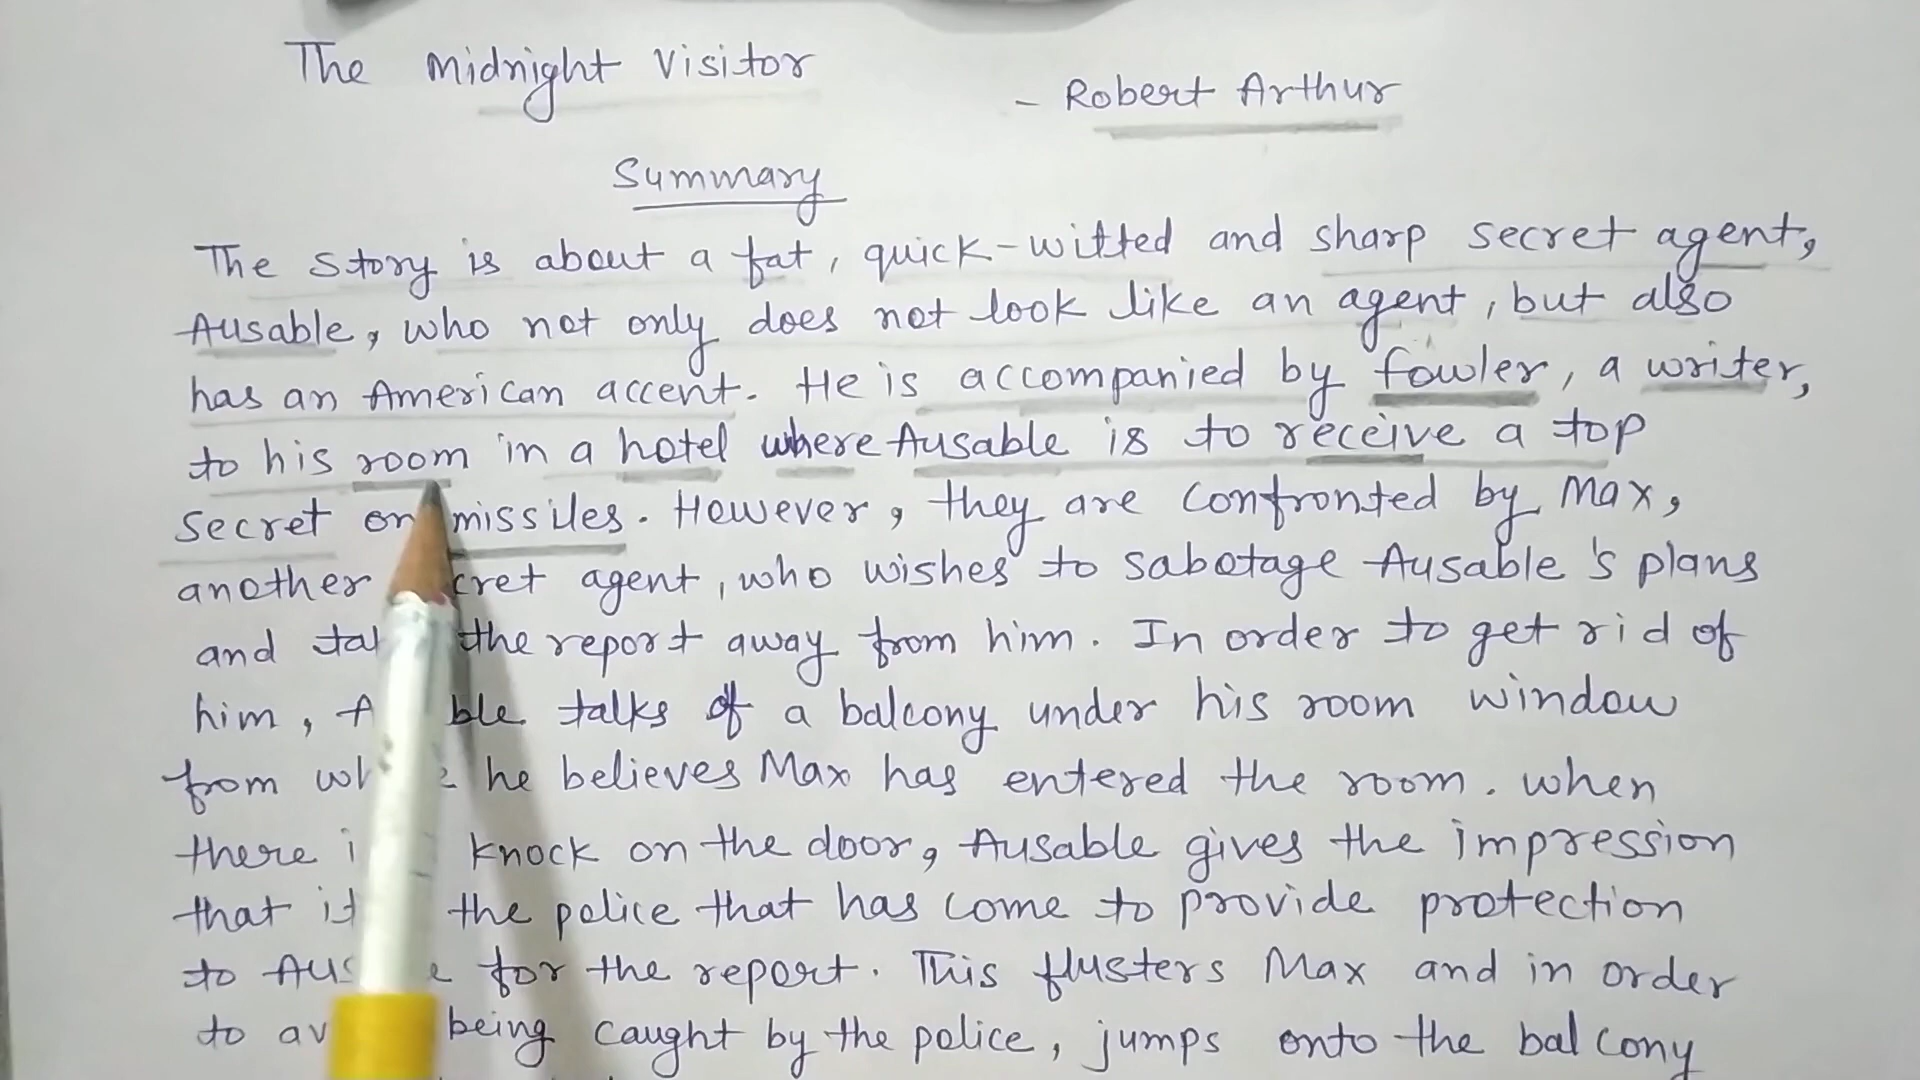 The Midnight Visitor
- Robert Arthur
Summary
The story is about a fat, quick-witted and sharp secret agent,
Ausable, who not only does not look like an agent, but also
has an American accent. He is accompanied by fowler, a writer,
to his room in a hotel where Ausable is to receive a top
secret on missiles. However, they are confronted by Max,
another cret agent, who wishes to sabotage Ausable's plans
and the report away from him. In order to get rid of
him, talks of a balcony under his room window
from he believes Max has entered the room. when
there knock on the door, Ausable gives the impression
that the police that has come to provide protection
to for the report. This flusters Max and in order
to being caught by the police, jumps onto the balcony